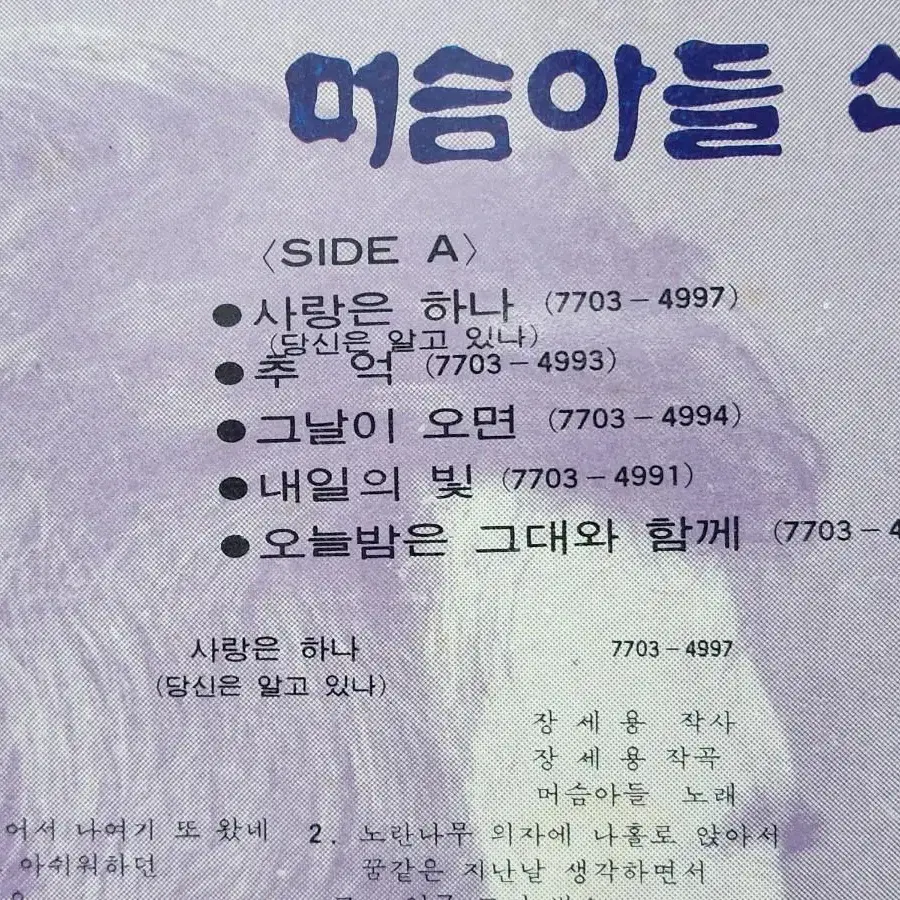 머슴아들
〈SIDE A〉
●사랑은 하나 (7703-4997)
(당신은 알고 있나)
●추 억 (7703-4993)
●그날이 오면 (7703-4994)
●내일의 빛 (7703-4991)
●오늘밤은 그대와 함께 (7703-4
사랑은 하나 7703-4997
(당신은 알고 있나)
장 세 용 작사
장 세 용 작곡
머슴아들 노래
어서 나여기 또 왔네
아쉬워하던
2. 노란나무 의자에 나홀로 앉아서
꿈같은 지난날 생각하면서